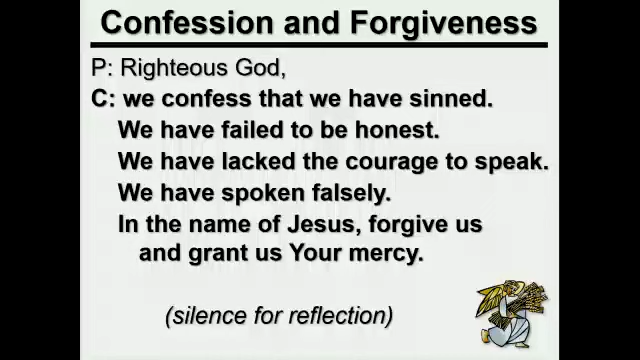 Confession and Forgiveness
P: Righteous God,
C: we confess that we have sinned.
We have failed to be honest.
We have lacked the courage to speak.
We have spoken falsely.
In the name of Jesus, forgive us
and grant us Your mercy.
(silence for reflection)